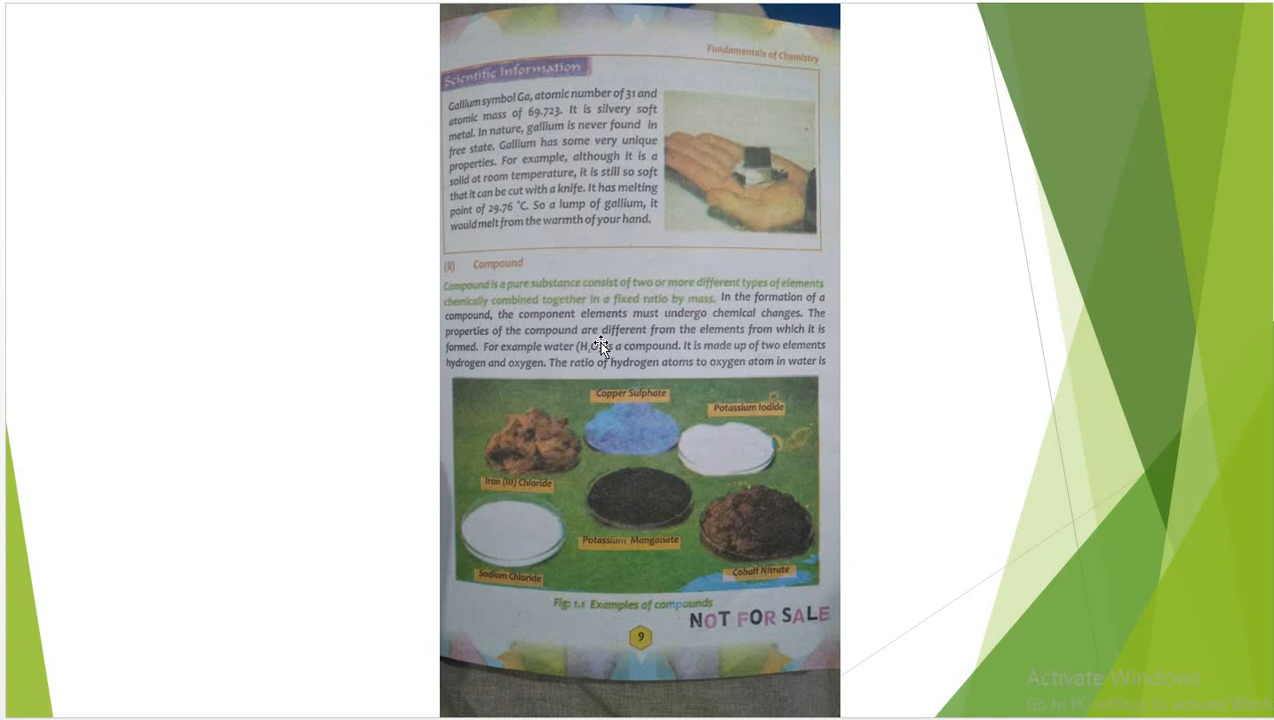 Fundamentals of Chemistry
Scientific Information
Gallium symbol Ga, atomic number of 31 and
atomic mass of 69.723. It is silvery soft
metal. In nature, gallium is never found in
free state. Gallium has some very unique
properties. For example, although it is a
solid at room temperature, it is still so soft
that it can be cut with a knife. It has melting
point of 29.76 °C. So a lump of gallium, it
would melt from the warmth of your hand.
(ii) Compound
Compound is a pure substance consist of two or more different types of elements
chemically combined together in a fixed ratio by mass. In the formation of a
compound, the component elements must undergo chemical changes. The
properties of the compound are different from the elements from which it is
formed. For example water (H₂O) is a compound. It is made up of two elements
hydrogen and oxygen. The ratio of hydrogen atoms to oxygen atom in water is
Copper Sulphate
Potassium Iodide
Iron (III) Chloride
Potassium Manganate
Sodium Chloride
Cobalt Nitrate
Fig: 1.1 Examples of compounds
NOT FOR SALE
9
Activate Windows
Go to PC settings to activate